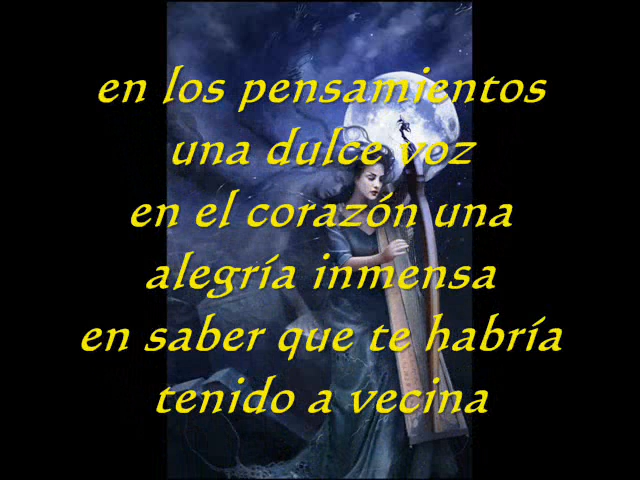 en los pensamientos
una dulce voz
en el corazón una
alegría inmensa
en saber que te habría
tenido a vecina